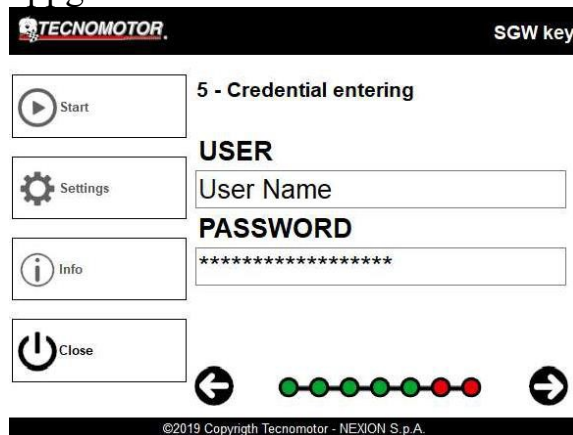 TECNOMOTOR.
SGW key
Start
Settings
Info
Close
5 - Credential entering
USER
User Name
PASSWORD
******************
©2019 Copyrigth Tecnomotor - NEXION S.p.A.